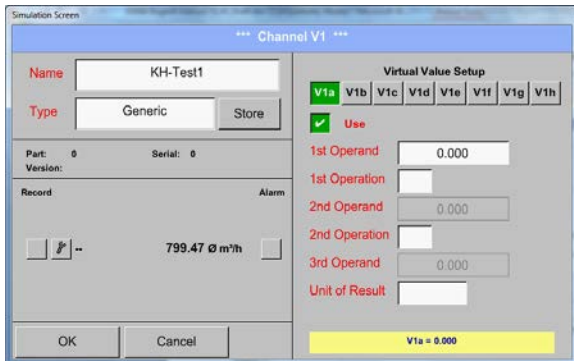 Simulation Screen
*** Channel V1 ***
Name KH-Test1
Type Generic Store
Part: 0 Serial: 0
Version:
Record Alarm
-- 799.47 Ø m³/h
OK Cancel
Virtual Value Setup
V1a V1b V1c V1d V1e V1f V1g V1h
Use
1st Operand 0.000
1st Operation
2nd Operand 0.000
2nd Operation
3rd Operand 0.000
Unit of Result
V1a = 0.000